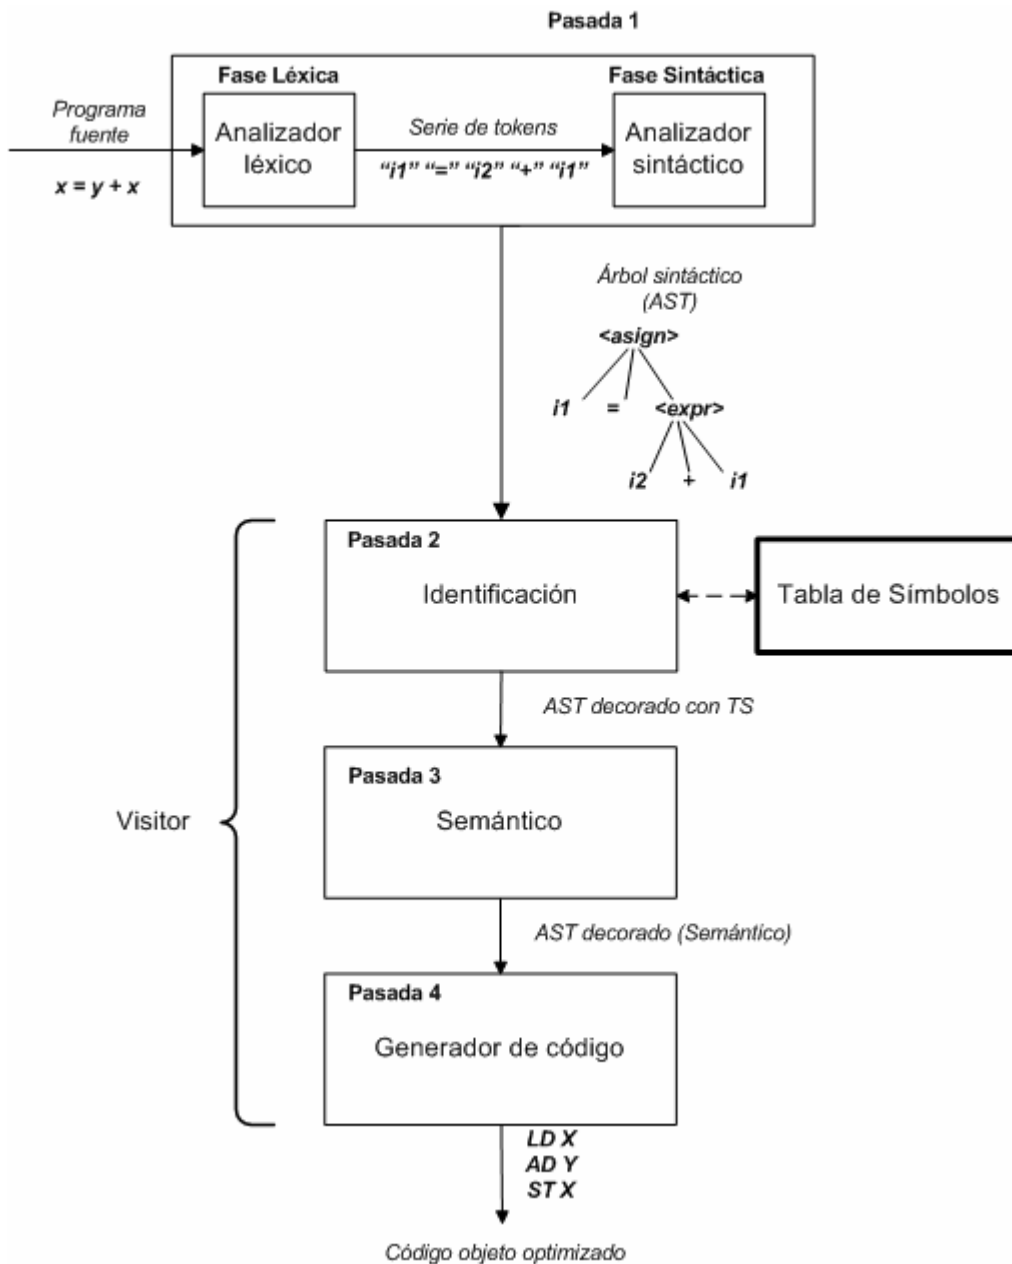 Pasada 1
Fase Léxica
Fase Sintáctica
Programa
fuente
x = y + x
Analizador
léxico
Serie de tokens
“i1” “=” “i2” “+” “i1”
Analizador
sintáctico
Árbol sintáctico
(AST)
<asign>
i1 = <expr>
i2 + i1
Pasada 2
Identificación
Tabla de Símbolos
AST decorado con TS
Pasada 3
Semántico
Visitor
AST decorado (Semántico)
Pasada 4
Generador de código
LD X
AD Y
ST X
Código objeto optimizado